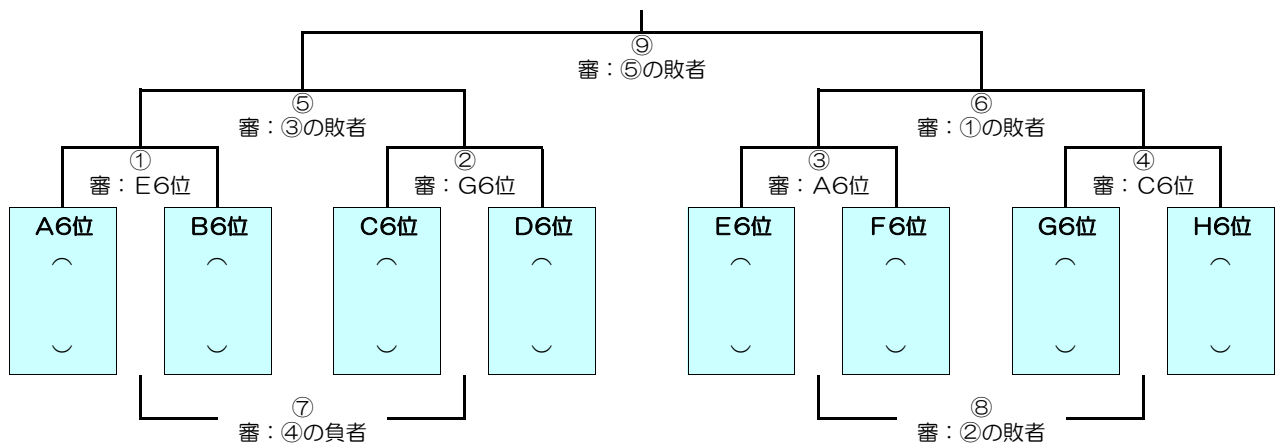 ⑨
審：⑤の敗者
⑤
審：③の敗者
⑥
審：①の敗者
①
審：E6位
②
審：G6位
③
審：A6位
④
審：C6位
A6位
B6位
C6位
D6位
E6位
F6位
G6位
H6位
⑦
審：④の負者
⑧
審：②の敗者